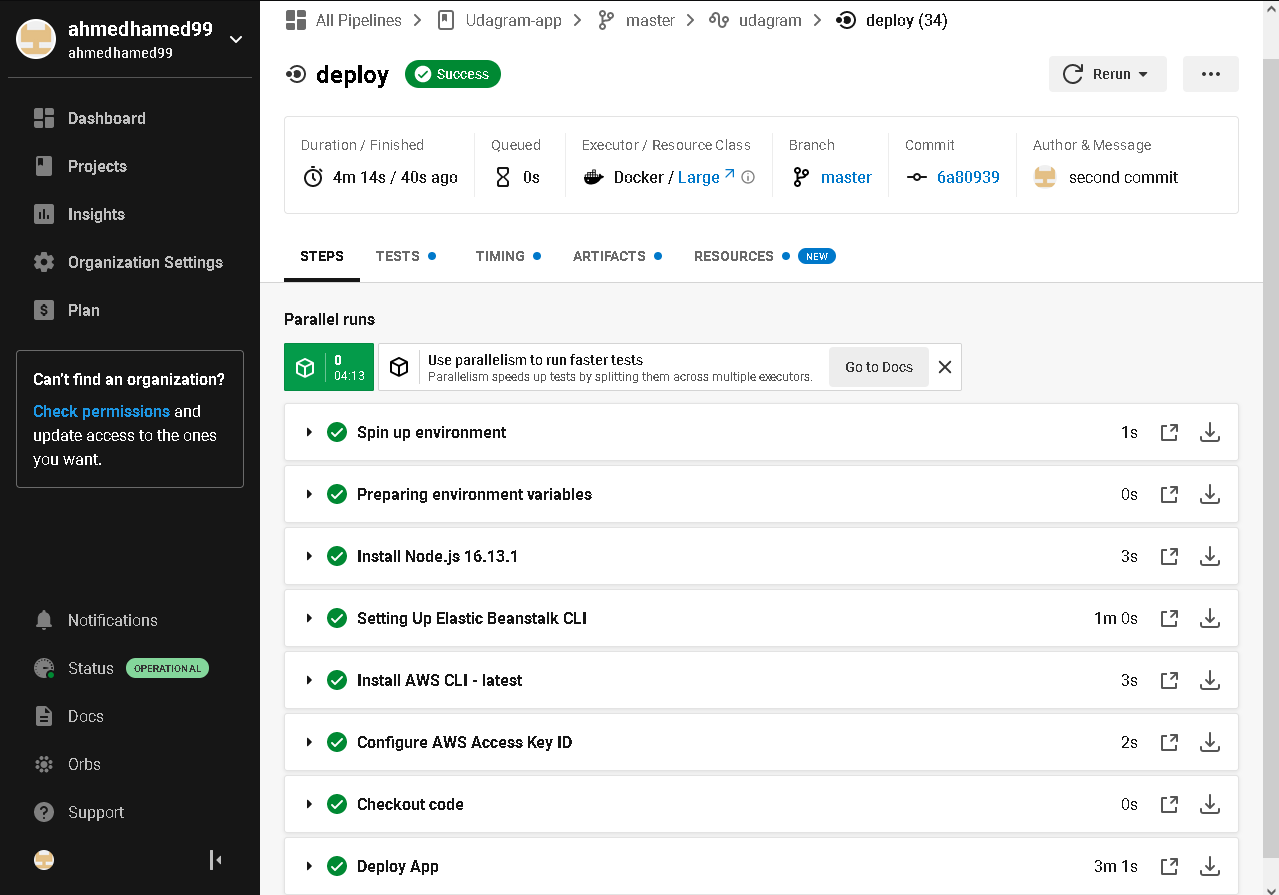 ahmedhamed99
ahmedhamed99
Dashboard
Projects
Insights
Organization Settings
Plan
Can't find an organization?
Check permissions and
update access to the ones
you want.
Notifications
Status OPERATIONAL
Docs
Orbs
Support
All Pipelines Udagram-app master udagram deploy (34)
deploy Success Rerun
Duration / Finished Queued Executor / Resource Class Branch Commit Author & Message
4m 14s / 40s ago 0s Docker / Large master 6a80939 second commit
STEPS TESTS TIMING ARTIFACTS RESOURCES NEW
Parallel runs
0
04:13
Use parallelism to run faster tests
Parallelism speeds up tests by splitting them across multiple executors.
Go to Docs
Spin up environment 1s
Preparing environment variables 0s
Install Node.js 16.13.1 3s
Setting Up Elastic Beanstalk CLI 1m 0s
Install AWS CLI - latest 3s
Configure AWS Access Key ID 2s
Checkout code 0s
Deploy App 3m 1s